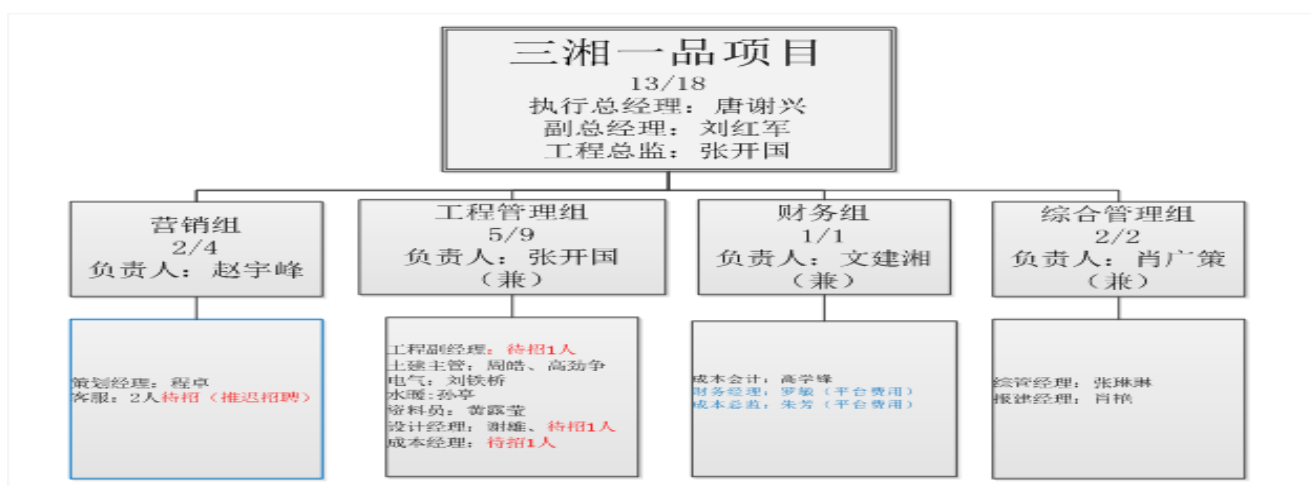 三湘一品项目
13/18
执行总经理：唐谢兴
副总经理：刘红军
工程总监：张开国
营销组
2/4
负责人：赵宇峰
工程管理组
5/9
负责人：张开国
（兼）
财务组
1/1
负责人：文建湘
（兼）
综合管理组
2/2
负责人：肖广策
（兼）
策划经理：程卓
客服：2人待招（推迟招聘）
工程副经理：待招1人
土建主管：周皓、高劲争
电气：刘铁桥
水暖:孙亭
资料员：黄露莹
设计经理：谢雄、待招1人
成本经理：待招1人
成本会计：高学锋
财务经理：罗敏（平台费用）
成本总监：朱芳（平台费用）
综管经理：张琳琳
报建经理：肖艳